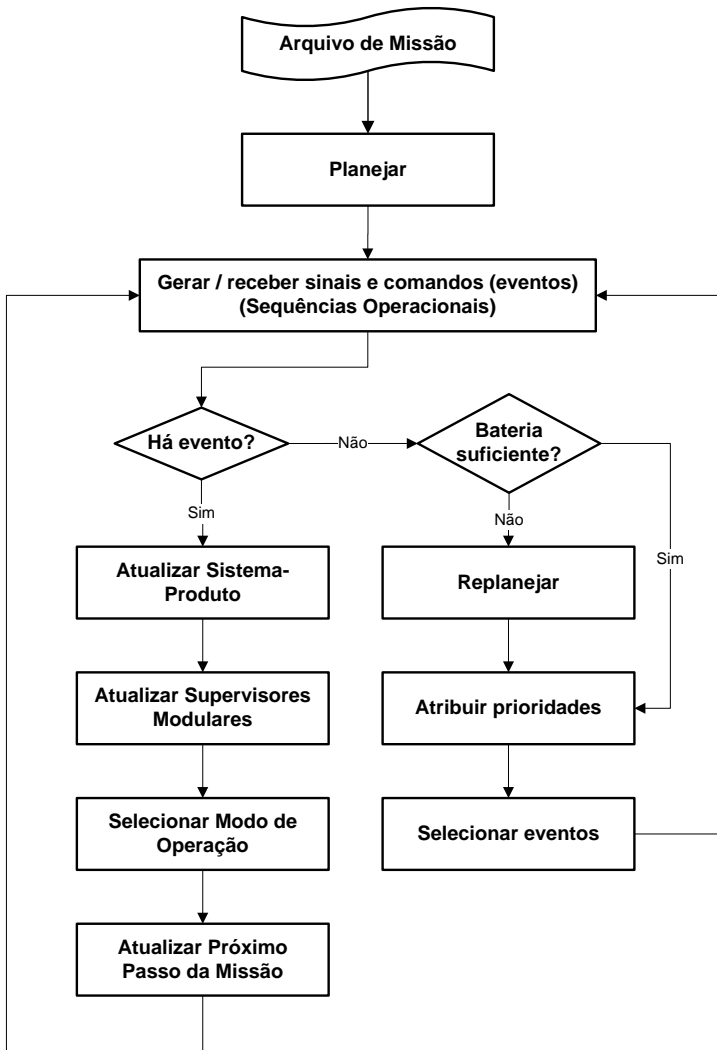 Arquivo de Missão
Planejar
Gerar / receber sinais e comandos (eventos)
(Sequências Operacionais)
Há evento?
Não
Bateria
suficiente?
Sim
Não
Sim
Atualizar Sistema-
Produto
Replanejar
Atualizar Supervisores
Modulares
Atribuir prioridades
Selecionar Modo de
Operação
Selecionar eventos
Atualizar Próximo
Passo da Missão